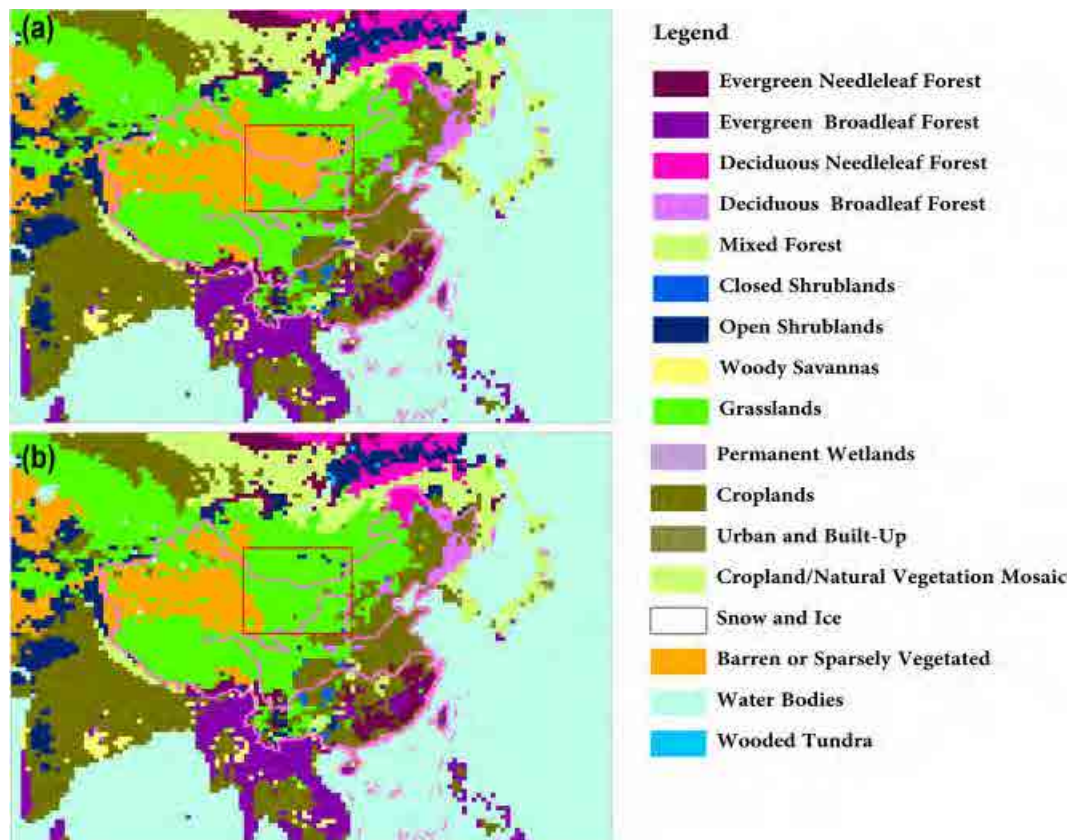 (a)
(b)
Legend
Evergreen Needleleaf Forest
Evergreen Broadleaf Forest
Deciduous Needleleaf Forest
Deciduous Broadleaf Forest
Mixed Forest
Closed Shrublands
Open Shrublands
Woody Savannas
Grasslands
Permanent Wetlands
Croplands
Urban and Built-Up
Cropland/Natural Vegetation Mosaic
Snow and Ice
Barren or Sparsely Vegetated
Water Bodies
Wooded Tundra